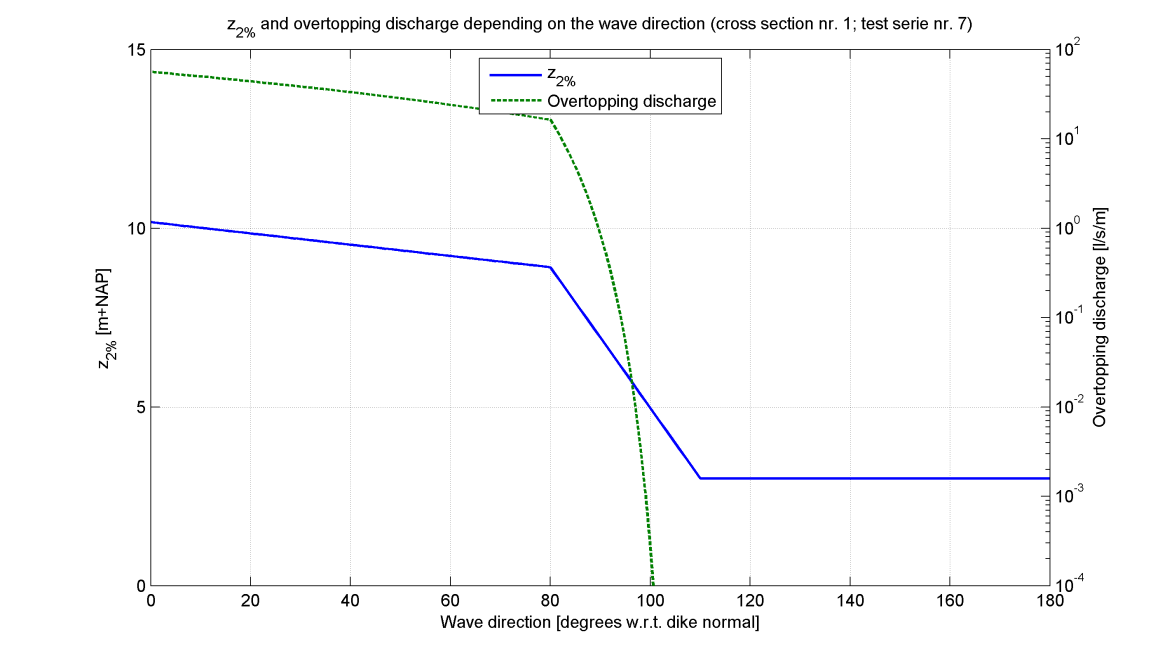 z2% and overtopping discharge depending on the wave direction (cross section nr. 1; test serie nr. 7)
z2%
Overtopping discharge
15
10
5
0
z2% [m+NAP]
10^2
10^1
10^0
10^-1
10^-2
10^-3
10^-4
Overtopping discharge [l/s/m]
0 20 40 60 80 100 120 140 160 180
Wave direction [degrees w.r.t. dike normal]